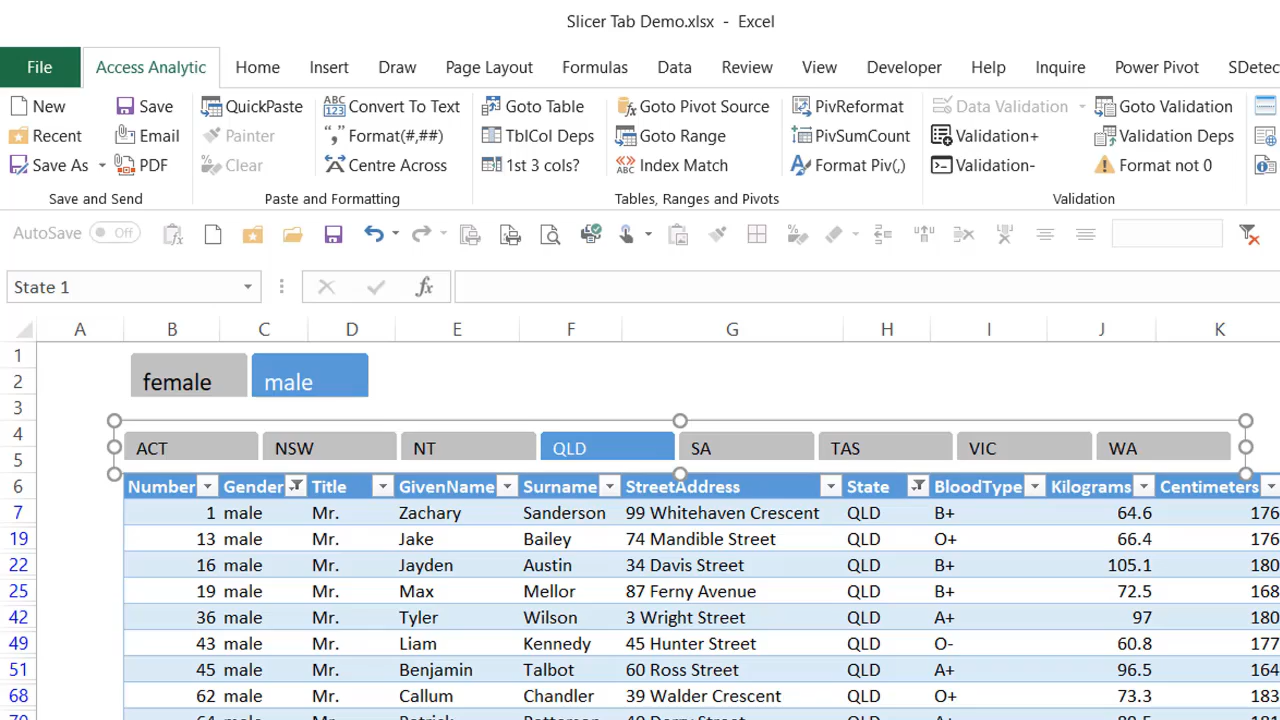 Slicer Tab Demo.xlsx - Excel
File Access Analytic Home Insert Draw Page Layout Formulas Data Review View Developer Help Inquire Power Pivot SDetec
New Save QuickPaste ABC 123 Convert To Text Goto Table Goto Pivot Source PivReformat Data Validation Goto Validation
Recent Email Painter Format(#,##) TblCol Deps Goto Range PivSumCount Validation+ Validation Deps
Save As PDF Clear Centre Across 1st 3 cols? ABC Index Match Format Piv(,) Validation- Format not 0
Save and Send Paste and Formatting Tables, Ranges and Pivots Validation
AutoSave Off
State 1 fx
A B C D E F G H I J K
1
2 female male
3
4 ACT NSW NT QLD SA TAS VIC WA
5
6 Number Gender Title GivenName Surname StreetAddress State BloodType Kilograms Centimeters
7 1 male Mr. Zachary Sanderson 99 Whitehaven Crescent QLD B+ 64.6 176
19 13 male Mr. Jake Bailey 74 Mandible Street QLD O+ 66.4 176
22 16 male Mr. Jayden Austin 34 Davis Street QLD B+ 105.1 180
25 19 male Mr. Max Mellor 87 Ferny Avenue QLD B+ 72.5 168
42 36 male Mr. Tyler Wilson 3 Wright Street QLD A+ 97 180
49 43 male Mr. Liam Kennedy 45 Hunter Street QLD O- 60.8 177
51 45 male Mr. Benjamin Talbot 60 Ross Street QLD A+ 96.5 164
68 62 male Mr. Callum Chandler 39 Walder Crescent QLD O+ 73.3 183
70 64 male Mr. Patrick